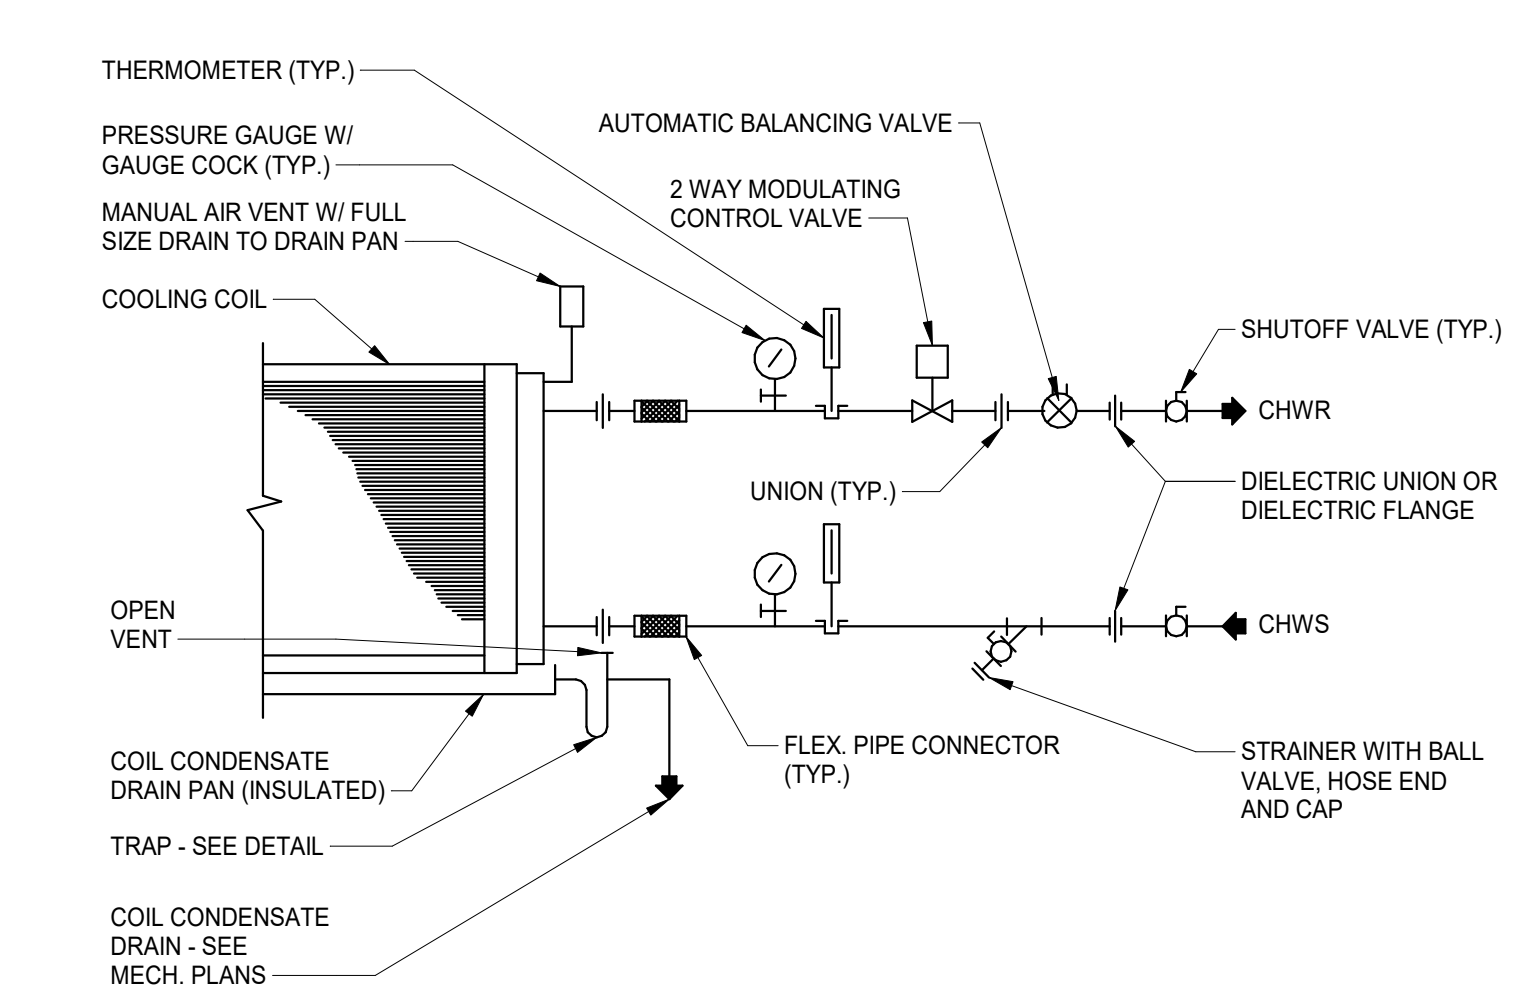 THERMOMETER (TYP.)
PRESSURE GAUGE W/
GAUGE COCK (TYP.)
MANUAL AIR VENT W/ FULL
SIZE DRAIN TO DRAIN PAN
COOLING COIL
AUTOMATIC BALANCING VALVE
2 WAY MODULATING
CONTROL VALVE
SHUTOFF VALVE (TYP.)
CHWR
UNION (TYP.)
DIELECTRIC UNION OR
DIELECTRIC FLANGE
OPEN
VENT
CHWS
COIL CONDENSATE
DRAIN PAN (INSULATED)
FLEX. PIPE CONNECTOR
(TYP.)
STRAINER WITH BALL
VALVE, HOSE END
AND CAP
TRAP - SEE DETAIL
COIL CONDENSATE
DRAIN - SEE
MECH. PLANS